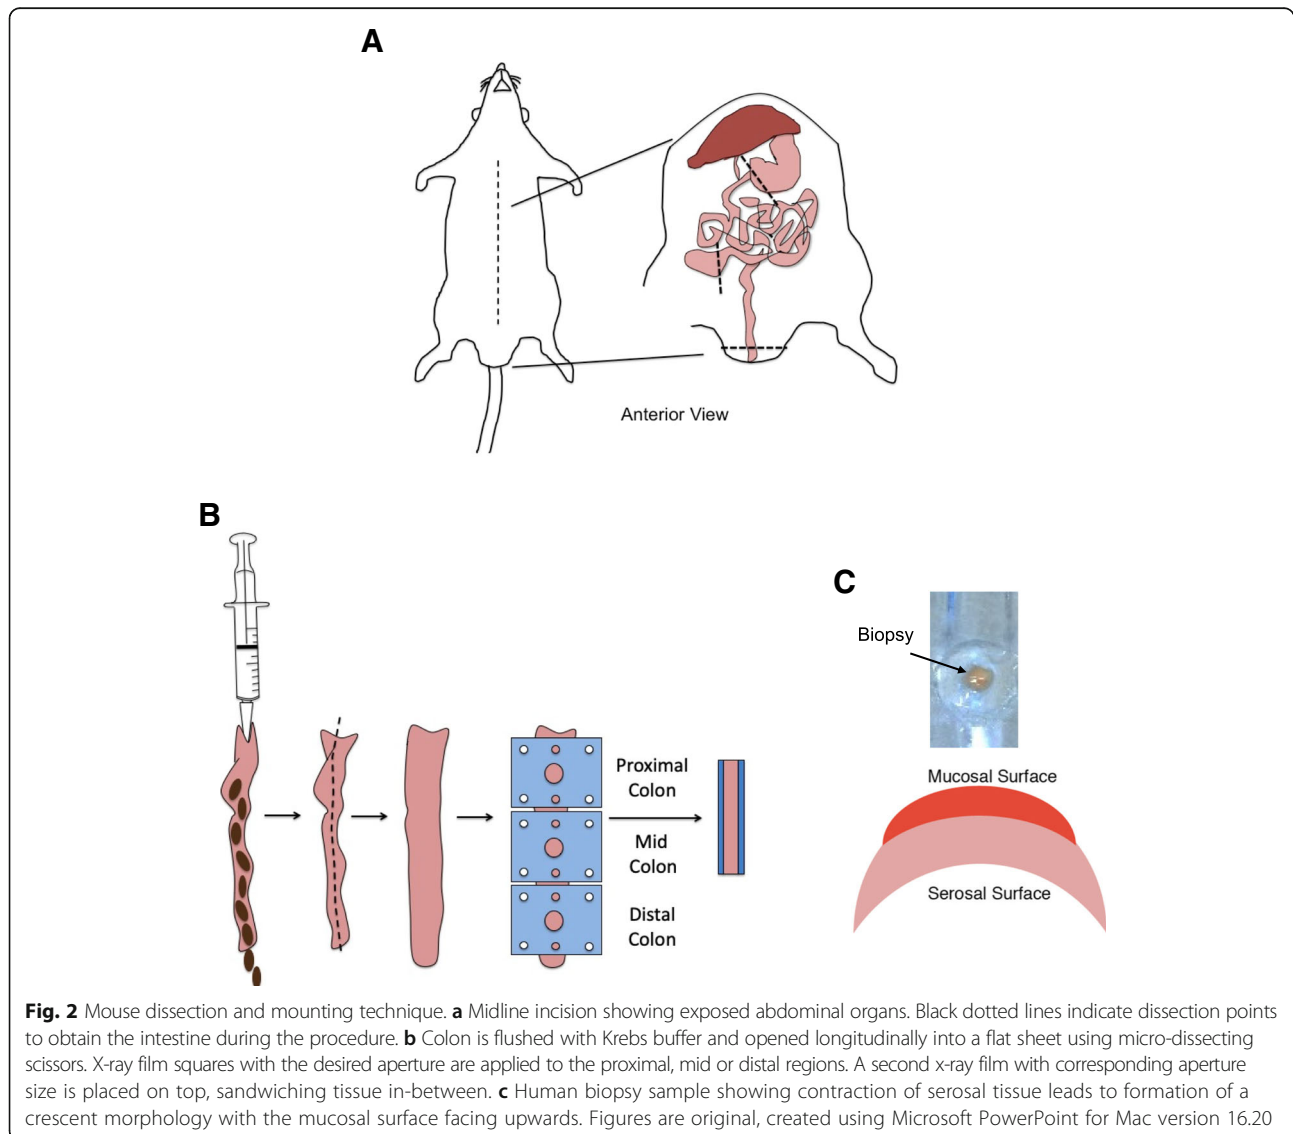 A
Anterior View
B
C
Biopsy
Proximal
Colon
Mid
Colon
Distal
Colon
Mucosal Surface
Serosal Surface
Fig. 2 Mouse dissection and mounting technique. a Midline incision showing exposed abdominal organs. Black dotted lines indicate dissection points
to obtain the intestine during the procedure. b Colon is flushed with Krebs buffer and opened longitudinally into a flat sheet using micro-dissecting
scissors. X-ray film squares with the desired aperture are applied to the proximal, mid or distal regions. A second x-ray film with corresponding aperture
size is placed on top, sandwiching tissue in-between. c Human biopsy sample showing contraction of serosal tissue leads to formation of a
crescent morphology with the mucosal surface facing upwards. Figures are original, created using Microsoft PowerPoint for Mac version 16.20